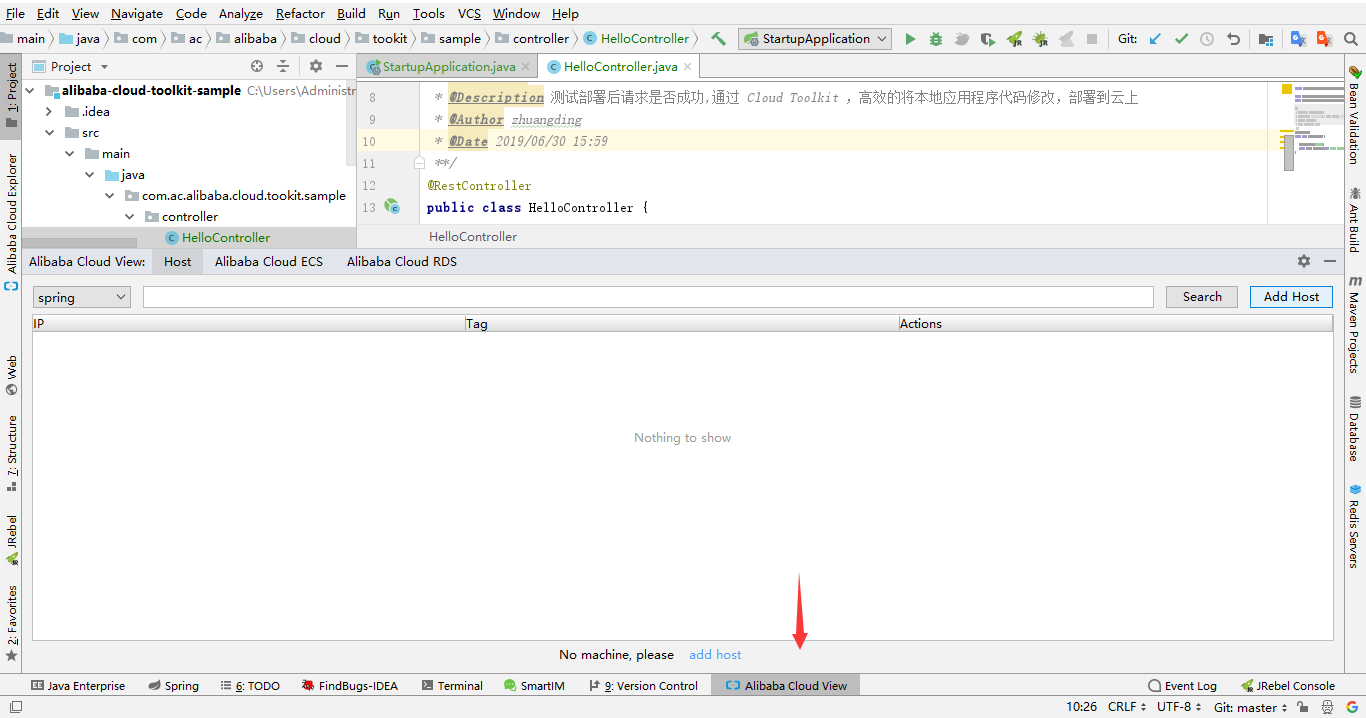 File Edit View Navigate Code Analyze Refactor Build Run Tools VCS Window Help
main java com ac alibaba cloud tookit sample controller HelloController StartupApplication Git:
1: Project
Project
StartupApplication.java HelloController.java
alibaba-cloud-toolkit-sample C:\Users\Administr
.idea
src
main
java
com.ac.alibaba.cloud.tookit.sample
controller
HelloController
8 * @Description 测试部署后请求是否成功,通过 Cloud Toolkit ，高效的将本地应用程序代码修改，部署到云上
9 * @Author zhuangding
10 * @Date 2019/06/30 15:59
11 **/
12 @RestController
13 public class HelloController {
HelloController
Alibaba Cloud View: Host Alibaba Cloud ECS Alibaba Cloud RDS
spring Search Add Host
IP Tag Actions
Nothing to show
No machine, please add host
Alibaba Cloud Explorer
Web
7: Structure
JRebel
2: Favorites
Bean Validation
Ant Build
Maven Projects
Database
Redis Servers
Java Enterprise Spring 6: TODO FindBugs-IDEA Terminal SmartIM 9: Version Control Alibaba Cloud View Event Log JRebel Console
10:26 CRLF UTF-8 Git: master